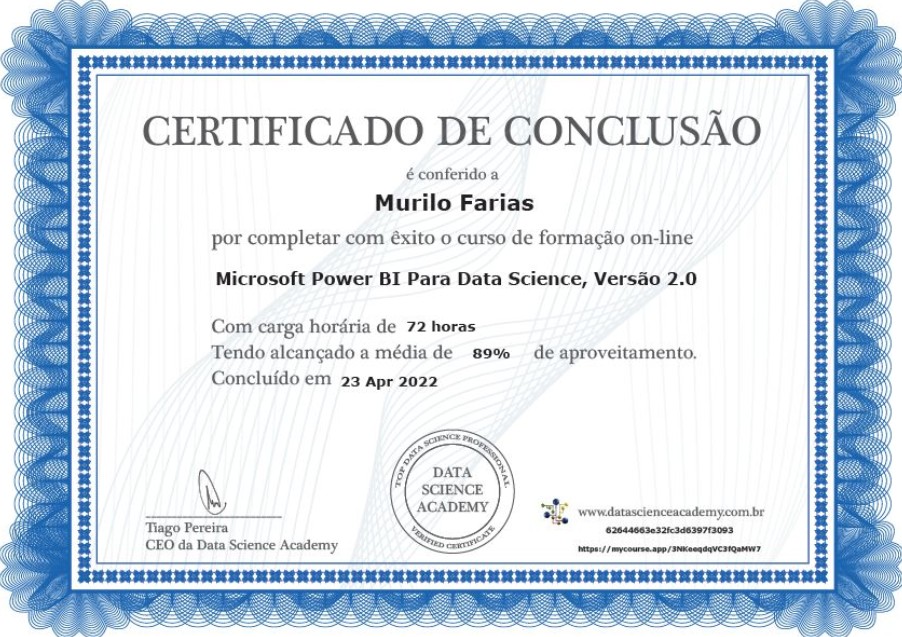 CERTIFICADO DE CONCLUSÃO
é conferido a
Murilo Farias
por completar com êxito o curso de formação on-line
Microsoft Power BI Para Data Science, Versão 2.0
Com carga horária de 72 horas
Tendo alcançado a média de 89% de aproveitamento.
Concluído em 23 Apr 2022
TOP DATA SCIENCE PROFESSIONAL
DATA
SCIENCE
ACADEMY
VERIFIED CERTIFICATE
Tiago Pereira
CEO da Data Science Academy
www.datascienceacademy.com.br
62644663e32fc3d6397f3093
https://mycourse.app/3NKeeqdqVC3fQaMW7